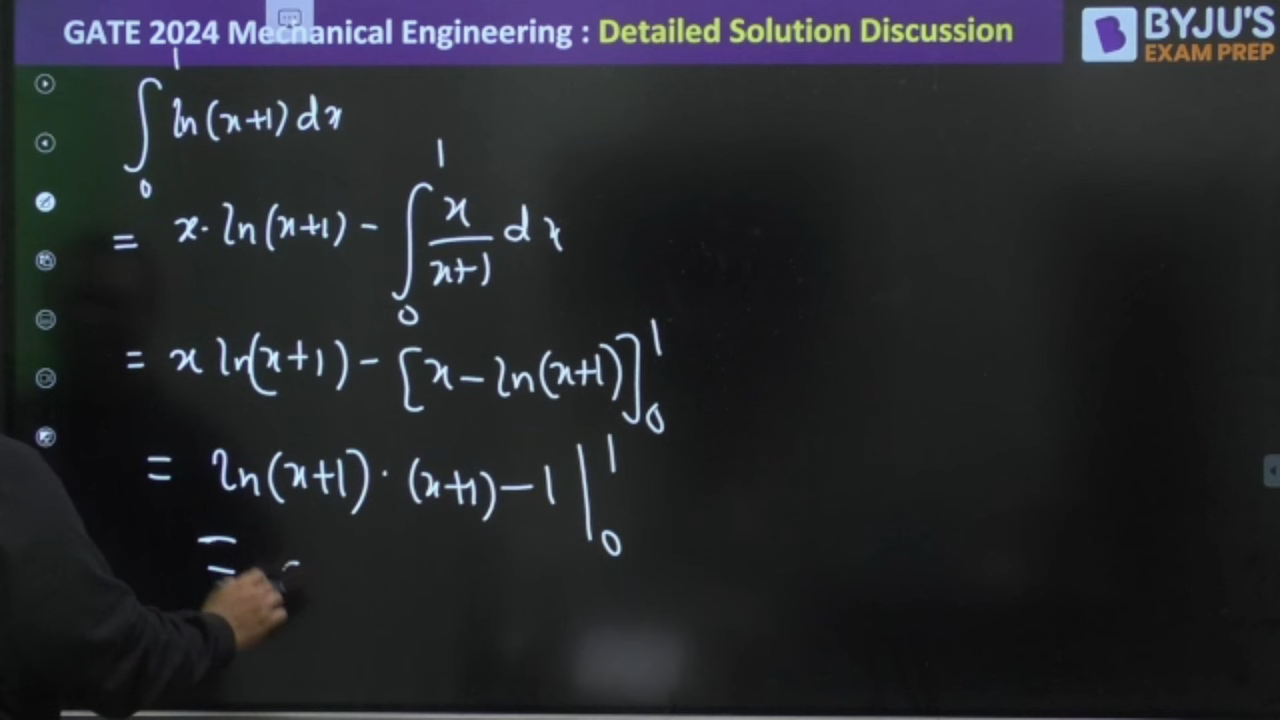 GATE 2024 Mechanical Engineering : Detailed Solution Discussion
BYJU'S
EXAM PREP
∫₀¹ ln(x+1) dx
= x· ln(x+1) - ∫₀¹ x/(x+1) dx
= x ln(x+1) - [x - ln(x+1)]₀¹
= ln(x+1)· (x+1) - 1 |₀¹
=